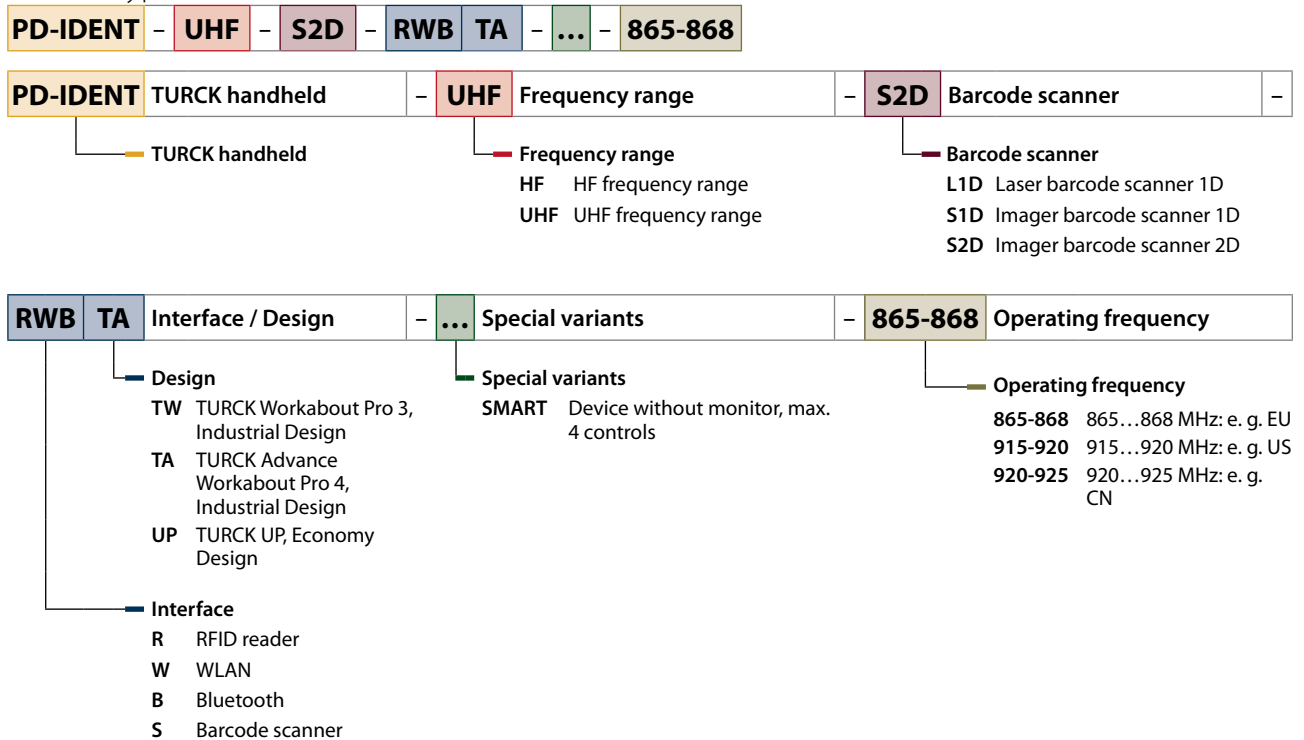 PD-IDENT – UHF – S2D – RWB TA – ... – 865-868
PD-IDENT TURCK handheld – UHF Frequency range – S2D Barcode scanner –
TURCK handheld
Frequency range
HF HF frequency range
UHF UHF frequency range
Barcode scanner
L1D Laser barcode scanner 1D
S1D Imager barcode scanner 1D
S2D Imager barcode scanner 2D
RWB TA Interface / Design – ... Special variants – 865-868 Operating frequency
Design
TW TURCK Workabout Pro 3,
Industrial Design
TA TURCK Advance
Workabout Pro 4,
Industrial Design
UP TURCK UP, Economy
Design
Interface
R RFID reader
W WLAN
B Bluetooth
S Barcode scanner
Special variants
SMART Device without monitor, max.
4 controls
Operating frequency
865-868 865…868 MHz: e. g. EU
915-920 915…920 MHz: e. g. US
920-925 920…925 MHz: e. g.
CN